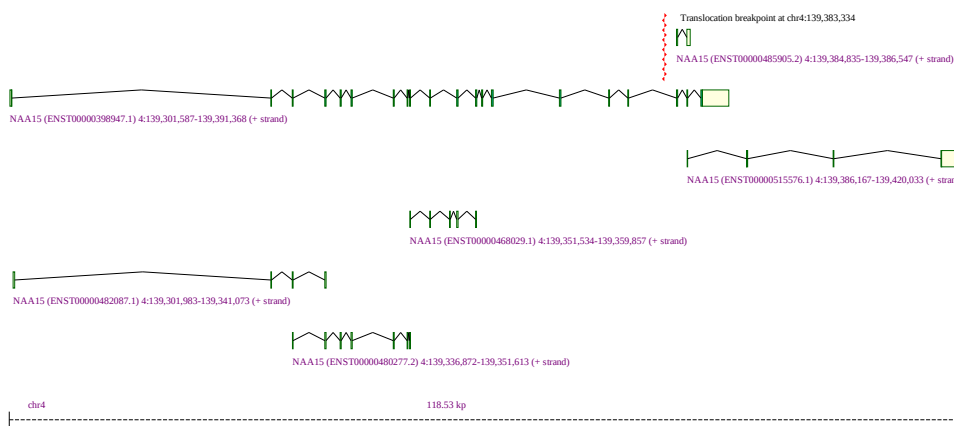 Translocation breakpoint at chr4:139,383,334
NAA15 (ENST00000485905.2) 4:139,384,835-139,386,547 (+ strand)
NAA15 (ENST00000398947.1) 4:139,301,587-139,391,368 (+ strand)
NAA15 (ENST00000515576.1) 4:139,386,167-139,420,033 (+ stran
NAA15 (ENST00000468029.1) 4:139,351,534-139,359,857 (+ strand)
NAA15 (ENST00000482087.1) 4:139,301,983-139,341,073 (+ strand)
NAA15 (ENST00000480277.2) 4:139,336,872-139,351,613 (+ strand)
chr4 118.53 kp